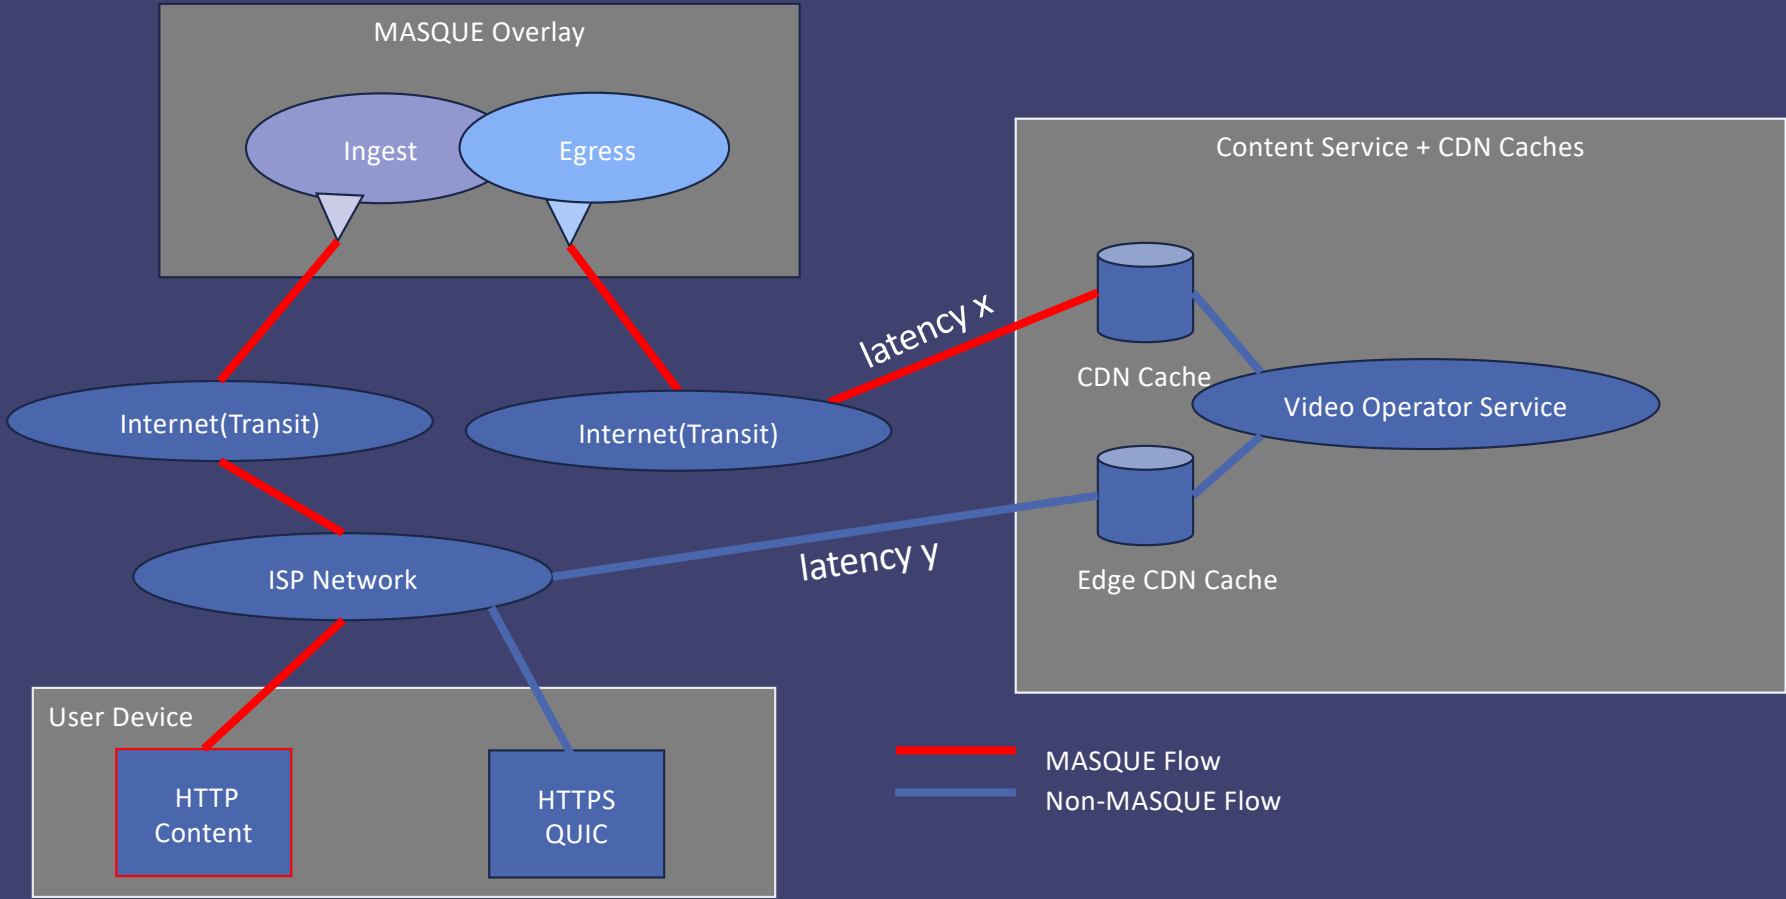 MASQUE Overlay
Ingest
Egress
Content Service + CDN Caches
latency x
CDN Cache
Video Operator Service
Internet(Transit)
Internet(Transit)
latency y
ISP Network
Edge CDN Cache
User Device
HTTP
Content
HTTPS
QUIC
MASQUE Flow
Non-MASQUE Flow